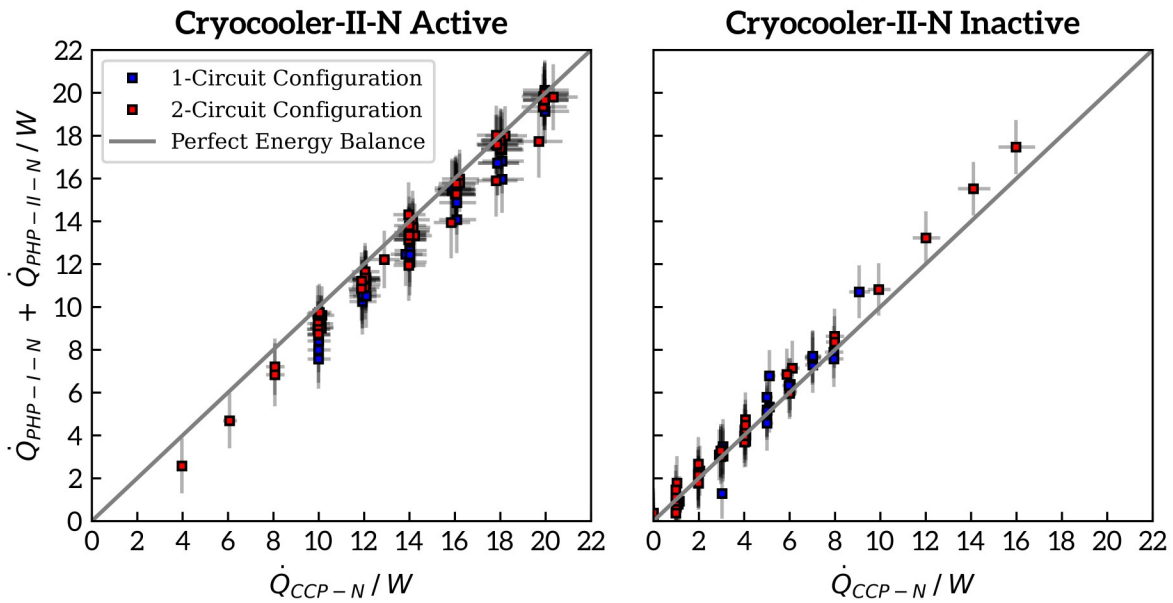 Cryocooler-II-N Active
Cryocooler-II-N Inactive
22
20
18
16
14
12
10
8
6
4
2
0
1-Circuit Configuration
2-Circuit Configuration
Perfect Energy Balance
Q̇PHP−I−N + Q̇PHP−II−N / W
0 2 4 6 8 10 12 14 16 18 20 22
0 2 4 6 8 10 12 14 16 18 20 22
Q̇CCP−N / W
Q̇CCP−N / W